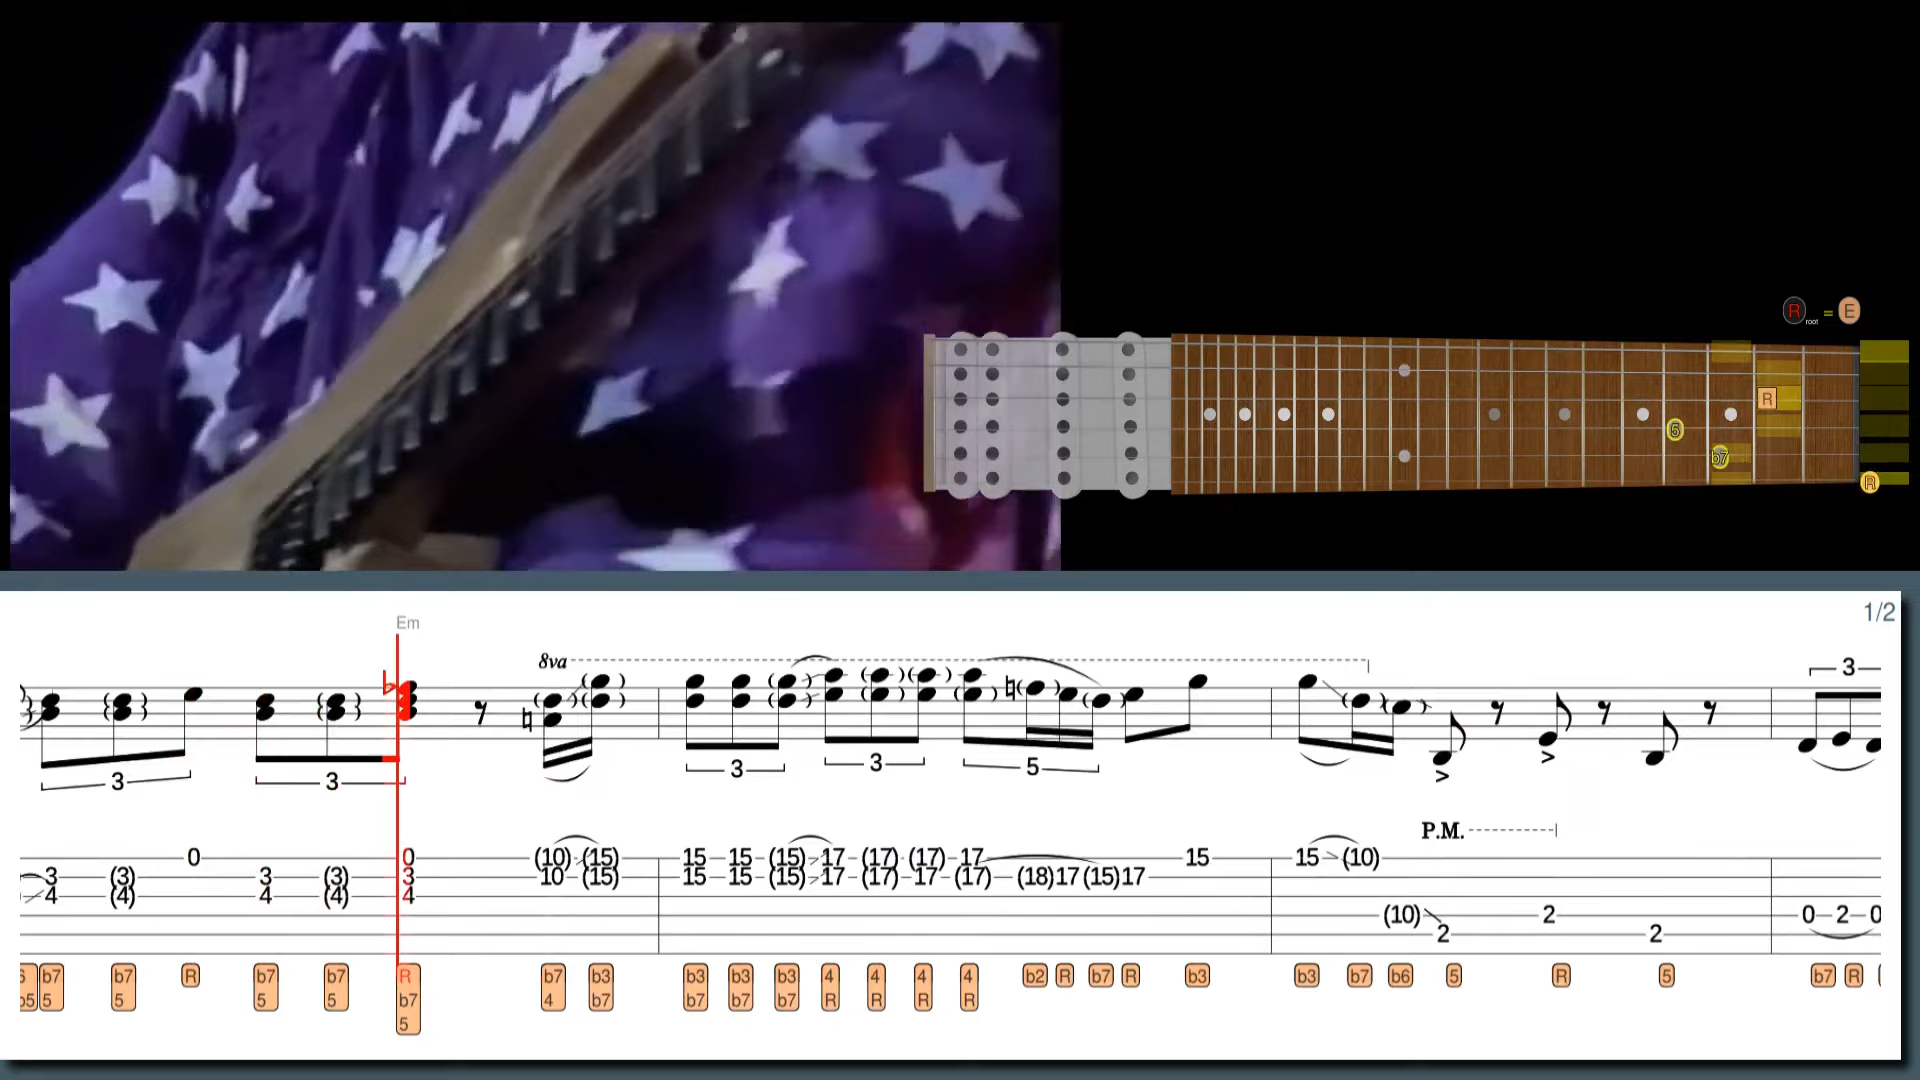 R root = E
R
5
b7
R
1/2
Em
8va
3
3 3 3 3 5
P.M.
0 0 (10) (15) 15 15 (15) 17 (17) (17) 17 15 15 (10)
3 (3) 3 (3) 3 10 (15) 15 15 (15) 17 (17) 17 (17) (18) 17 (15) 17
4 (4) 4 (4) 4
(10) 2 0 2 0
2 2
b7 b7 R b7 b7 R b7 b3 b3 b3 b3 4 4 4 4 b2 R b7 R b3 b3 b7 b6 5 R 5 b7 R
b5 5 5 5 5 b7 4 b7 b7 b7 b7 R R R R
5